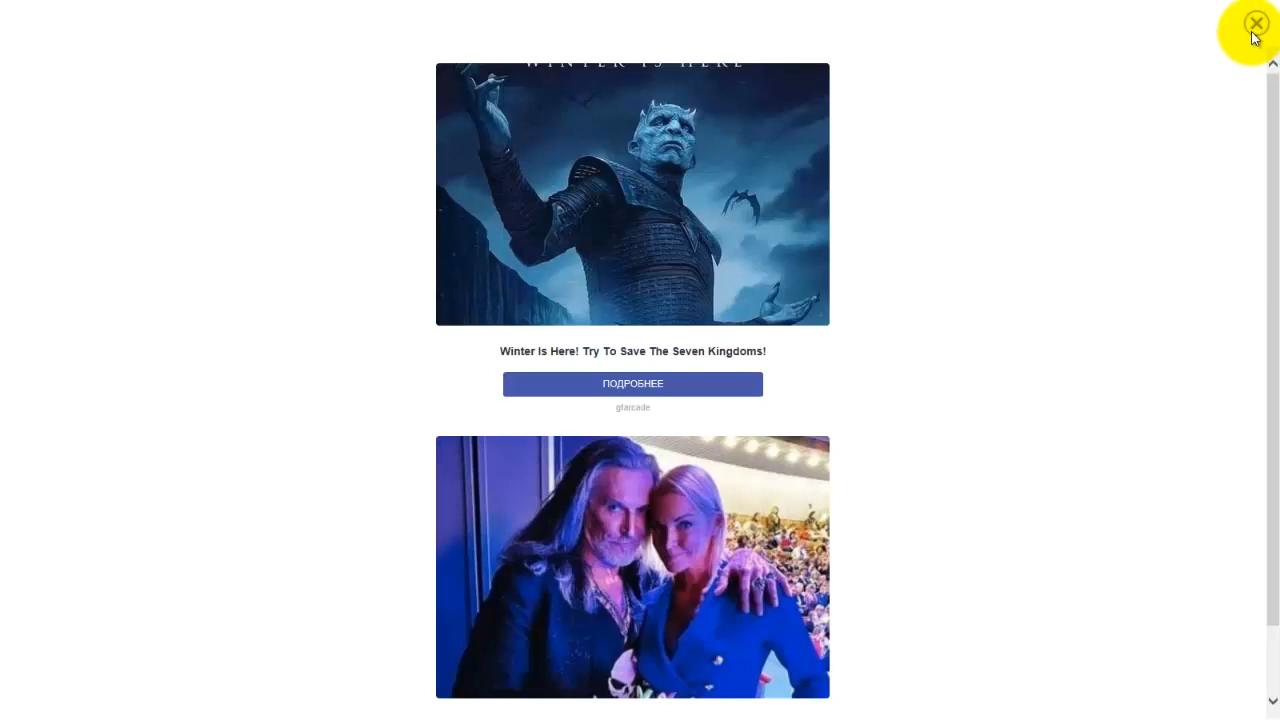 WINTER IS HERE
Winter Is Here! Try To Save The Seven Kingdoms!
ПОДРОБНЕЕ
gfarcade